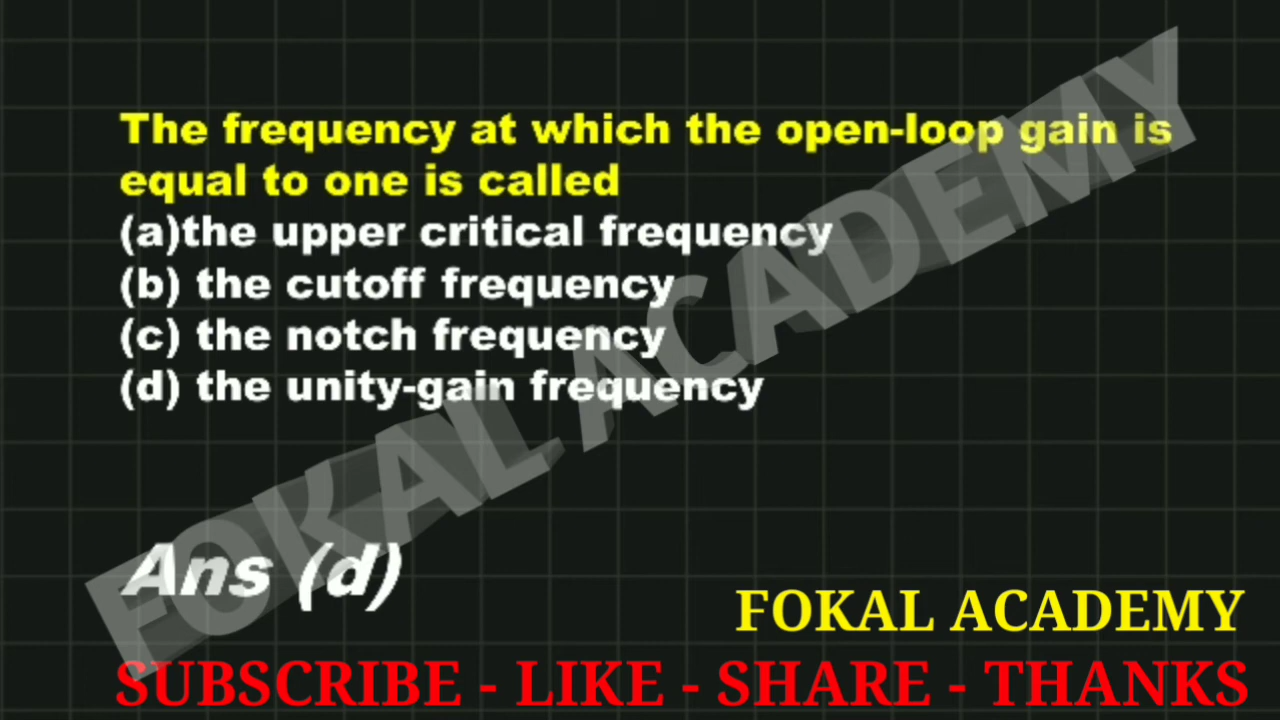 The frequency at which the open-loop gain is
equal to one is called
(a)the upper critical frequency
(b) the cutoff frequency
(c) the notch frequency
(d) the unity-gain frequency
FOKAL ACADEMY
Ans (d)
FOKAL ACADEMY
SUBSCRIBE - LIKE - SHARE - THANKS